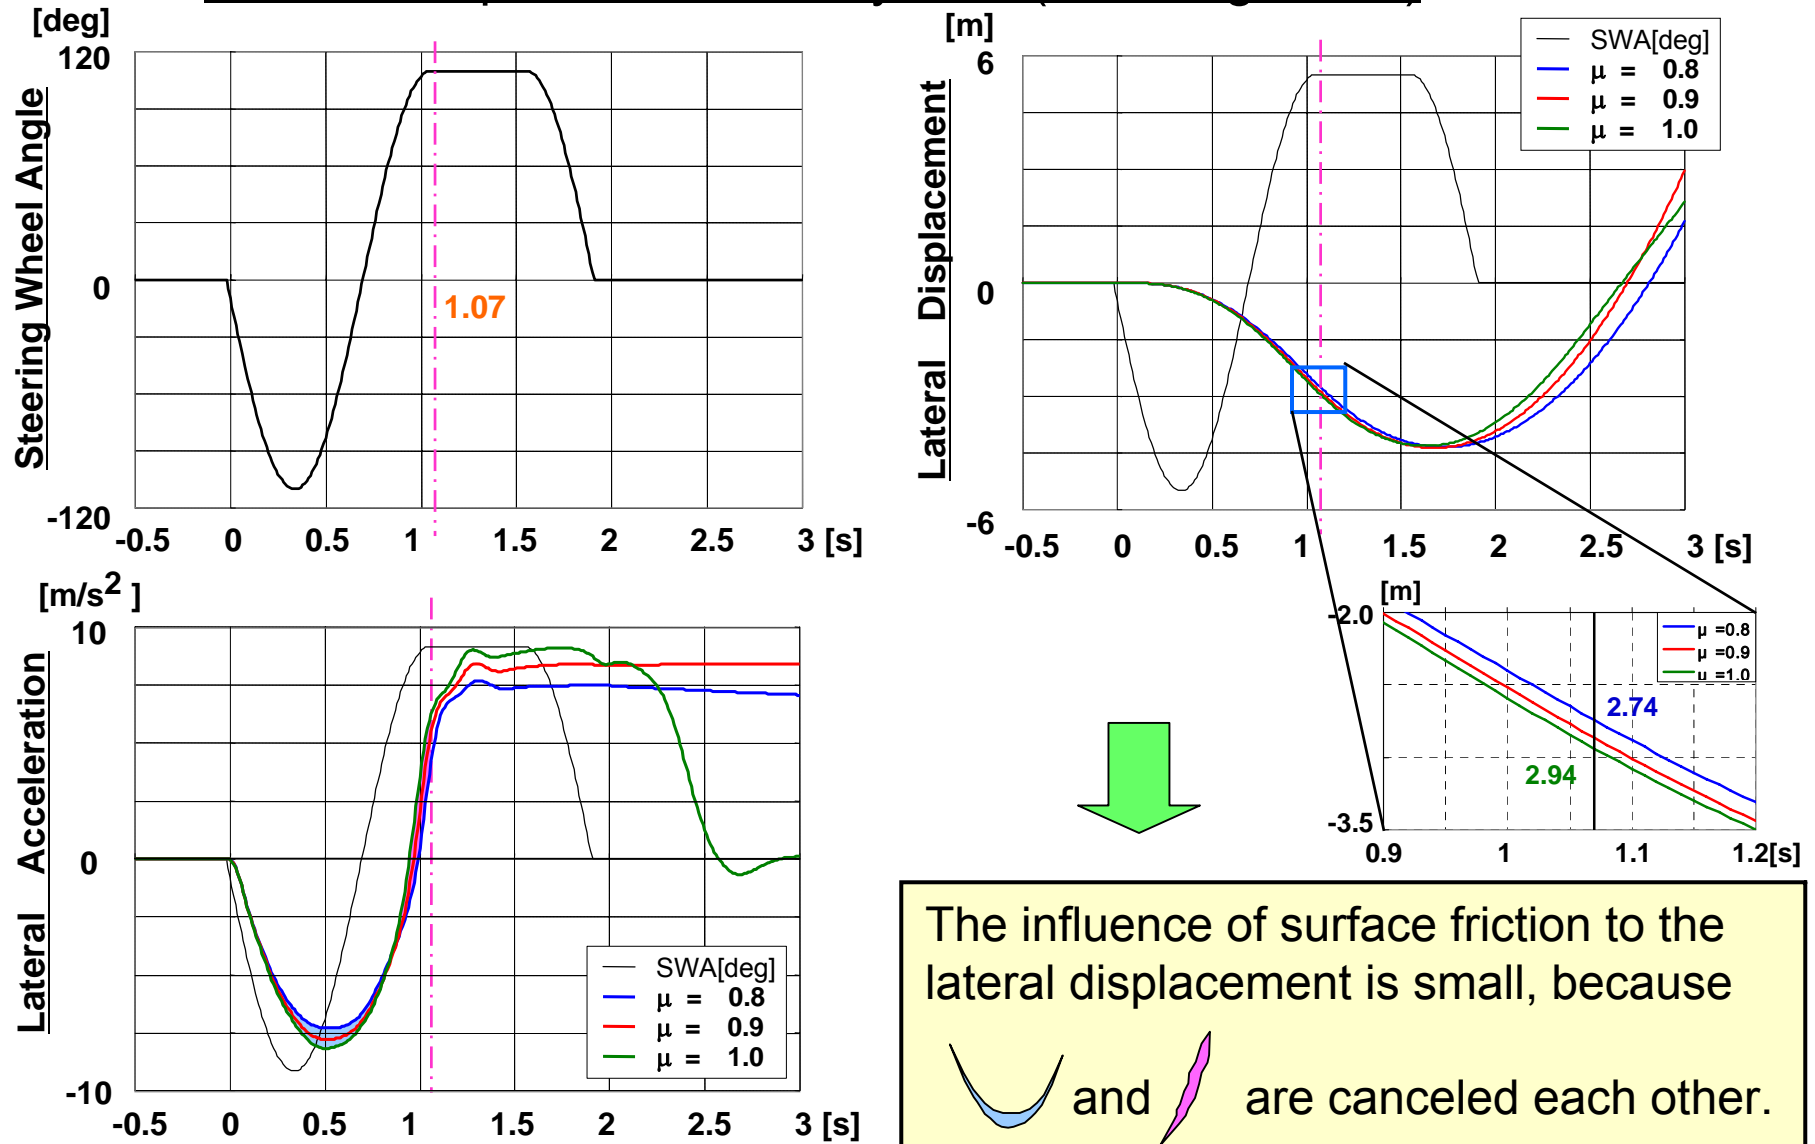 [deg]
120
0
-120
Steering Wheel Angle
1.07
-0.5 0 0.5 1 1.5 2 2.5 3 [s]
[m]
6
0
-6
Lateral Displacement
SWA[deg]
μ = 0.8
μ = 0.9
μ = 1.0
-0.5 0 0.5 1 1.5 2 2.5 3 [s]
[m/s2 ]
10
0
-10
Lateral Acceleration
SWA[deg]
μ = 0.8
μ = 0.9
μ = 1.0
-0.5 0 0.5 1 1.5 2 2.5 3 [s]
[m]
-2.0
-3.5
μ =0.8
μ =0.9
μ =1.0
2.74
2.94
0.9 1 1.1 1.2[s]
The influence of surface friction to the
lateral displacement is small, because
and are canceled each other.